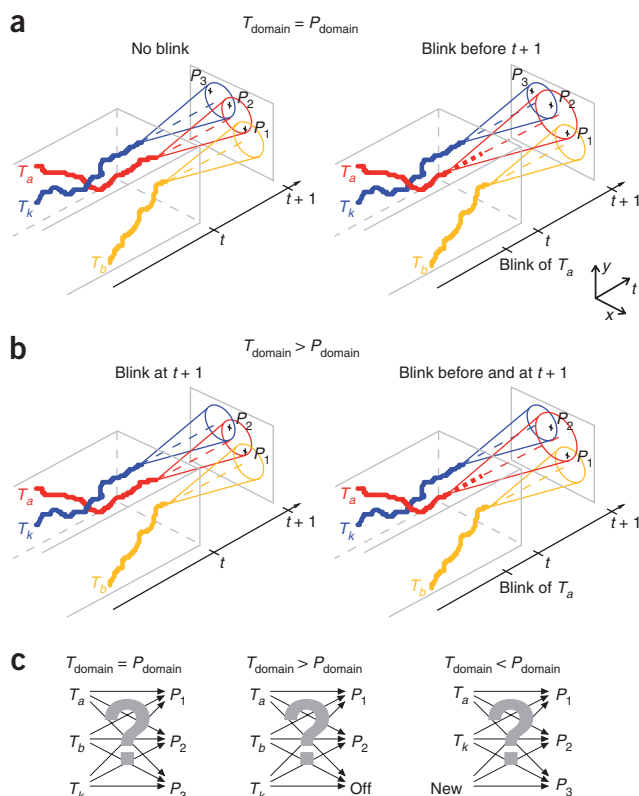 a
T_domain = P_domain
No blink
Blink before t + 1
P_3
P_2
P_1
T_a
T_k
T_b
t
t + 1
P_3
P_2
P_1
T_a
T_k
T_b
t
t + 1
Blink of T_a
y
t
x
b
T_domain > P_domain
Blink at t + 1
Blink before and at t + 1
P_2
P_1
T_a
T_k
T_b
t
t + 1
P_2
P_1
T_a
T_k
T_b
t
t + 1
Blink of T_a
c
T_domain = P_domain
T_domain > P_domain
T_domain < P_domain
T_a P_1
T_b P_2
T_k P_3
?
T_a P_1
T_b P_2
T_k Off
?
T_a P_1
T_k P_2
New P_3
?